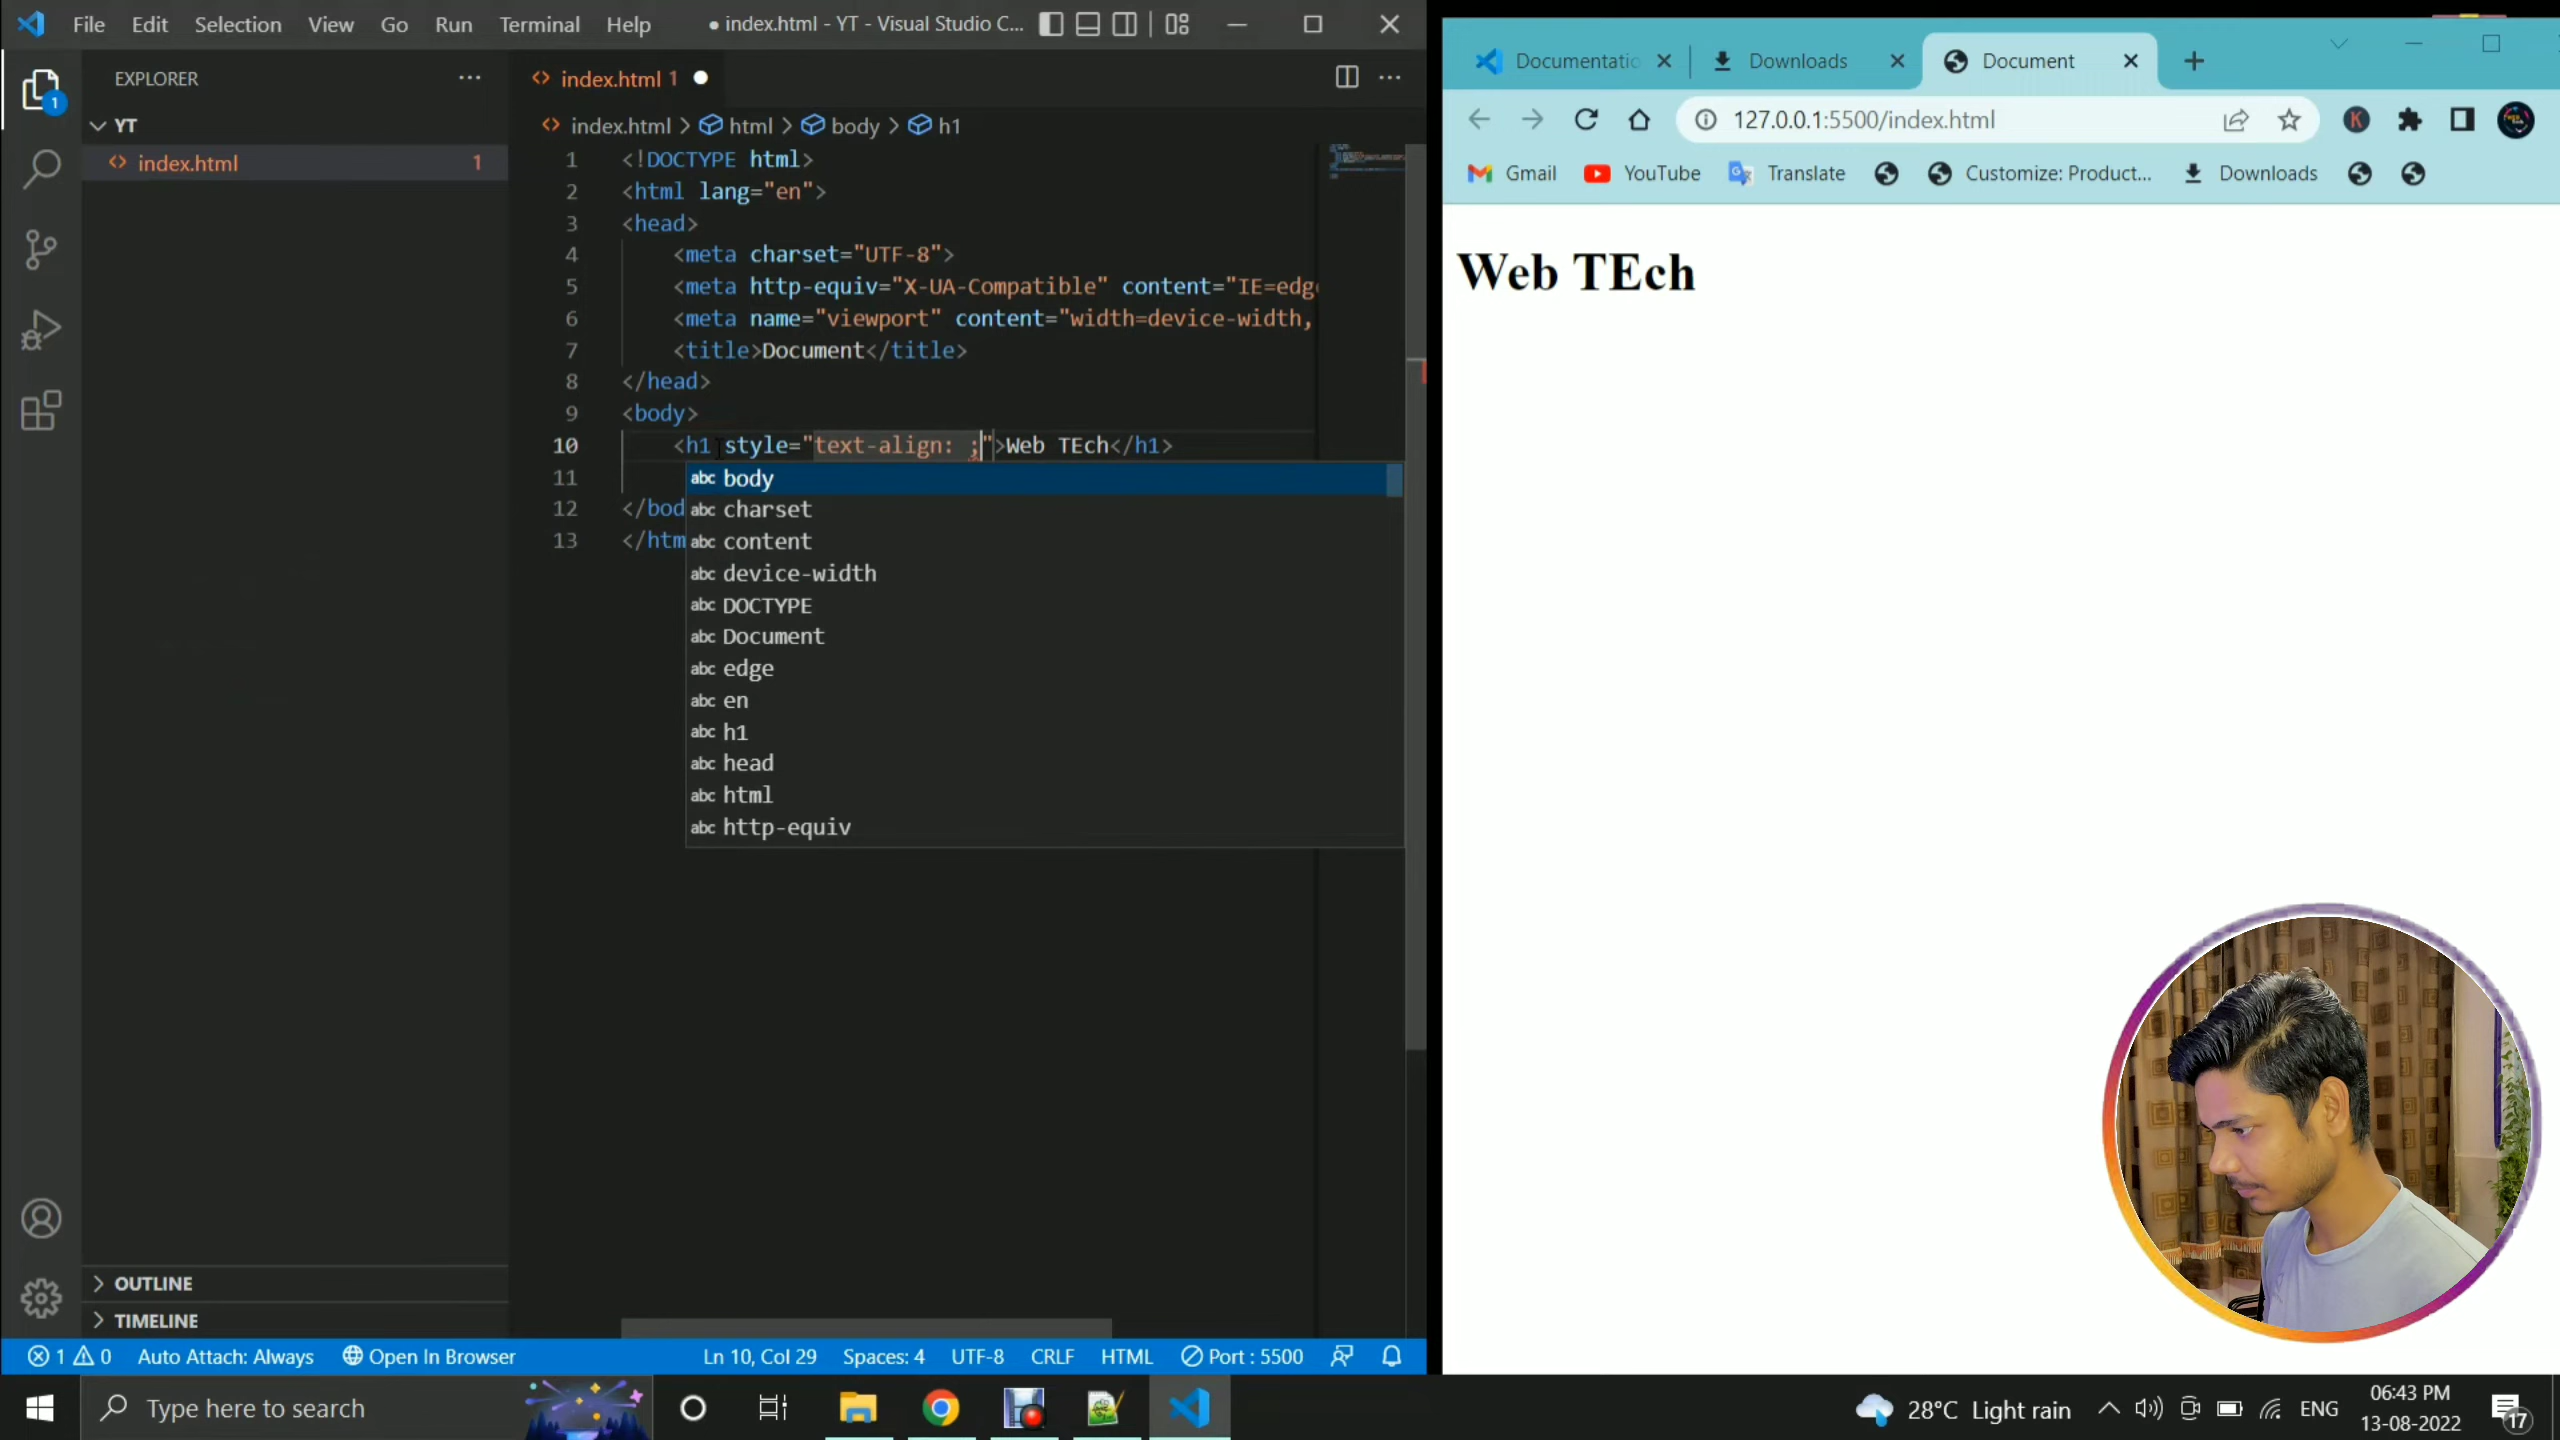 File Edit Selection View Go Run Terminal Help
● index.html - YT - Visual Studio C...
EXPLORER
1
YT
index.html 1
index.html 1 ●
index.html > html > body > h1
1 <!DOCTYPE html>
2 <html lang="en">
3 <head>
4 <meta charset="UTF-8">
5 <meta http-equiv="X-UA-Compatible" content="IE=edg
6 <meta name="viewport" content="width=device-width,
7 <title>Document</title>
8 </head>
9 <body>
10 <h1 style="text-align: ;">Web TEch</h1>
11
12 </bod
13 </htm
abc body
abc charset
abc content
abc device-width
abc DOCTYPE
abc Document
abc edge
abc en
abc h1
abc head
abc html
abc http-equiv
OUTLINE
TIMELINE
1 0 Auto Attach: Always Open In Browser Ln 10, Col 29 Spaces: 4 UTF-8 CRLF HTML Port : 5500
Documentatio Downloads Document
127.0.0.1:5500/index.html
K
Gmail YouTube Translate Customize: Product... Downloads
Web TEch
Type here to search
28°C Light rain ENG
06:43 PM
13-08-2022
17